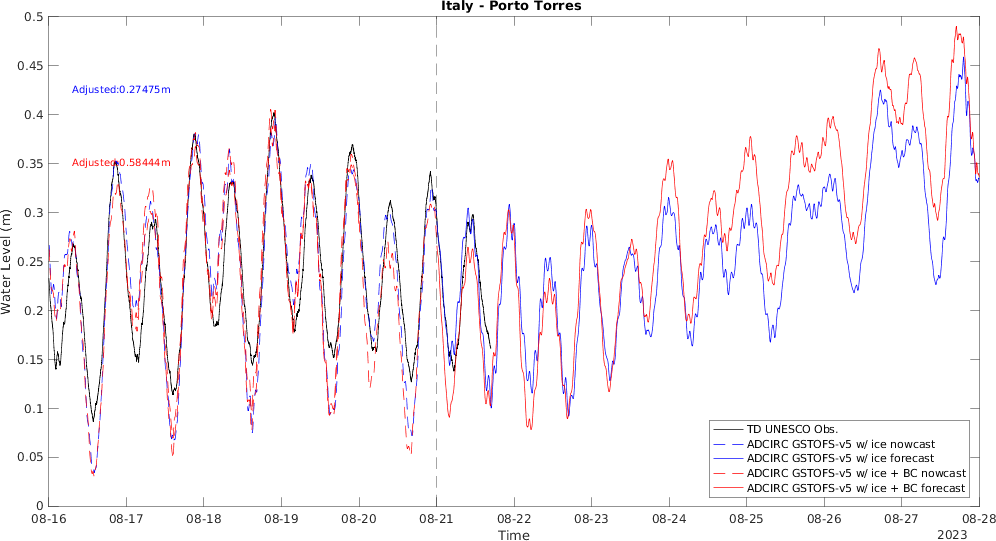 Italy - Porto Torres
Water Level (m)
0.5
0.45
0.4
0.35
0.3
0.25
0.2
0.15
0.1
0.05
0
Adjusted:0.27475m
Adjusted:0.58444m
TD UNESCO Obs.
ADCIRC GSTOFS-v5 w/ ice nowcast
ADCIRC GSTOFS-v5 w/ ice forecast
ADCIRC GSTOFS-v5 w/ ice + BC nowcast
ADCIRC GSTOFS-v5 w/ ice + BC forecast
08-16 08-17 08-18 08-19 08-20 08-21 08-22 08-23 08-24 08-25 08-26 08-27 08-28
Time
2023